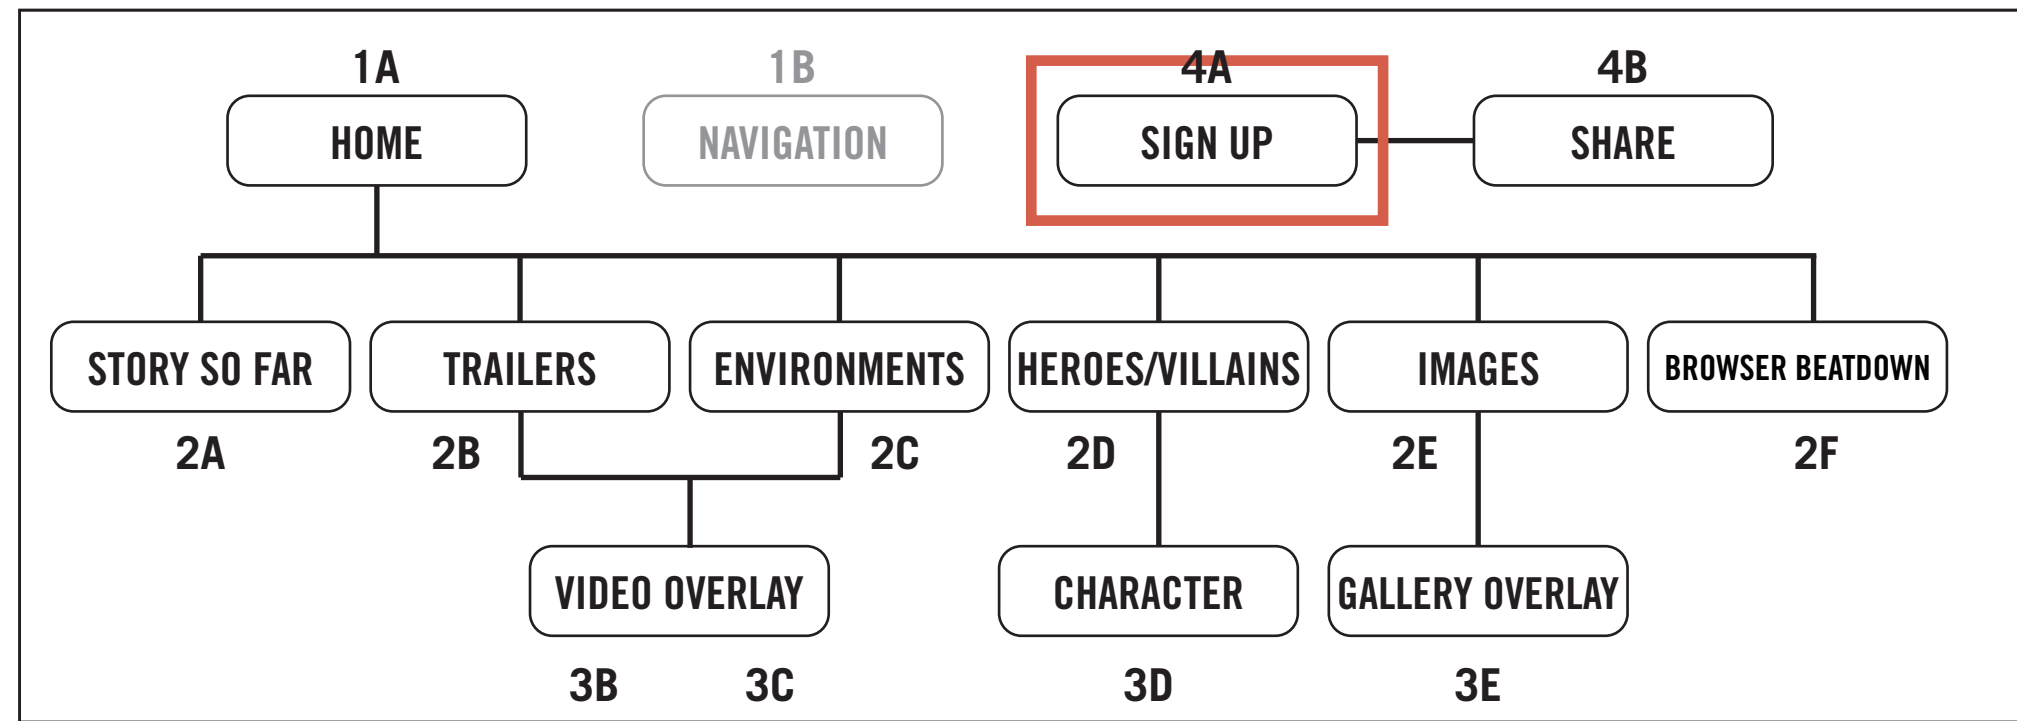 1A
1B
4A
4B
HOME
NAVIGATION
SIGN UP
SHARE
STORY SO FAR
TRAILERS
ENVIRONMENTS
HEROES/VILLAINS
IMAGES
BROWSER BEATDOWN
2A
2B
2C
2D
2E
2F
VIDEO OVERLAY
CHARACTER
GALLERY OVERLAY
3B
3C
3D
3E